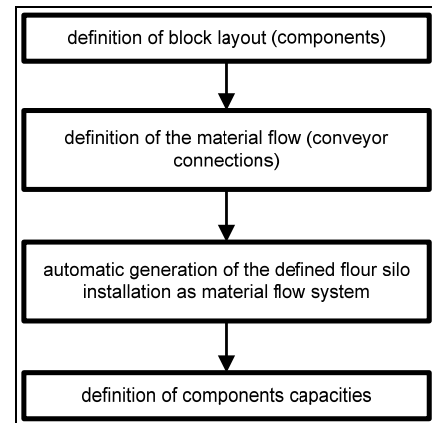 definition of block layout (components)
definition of the material flow (conveyor
connections)
automatic generation of the defined flour silo
installation as material flow system
definition of components capacities